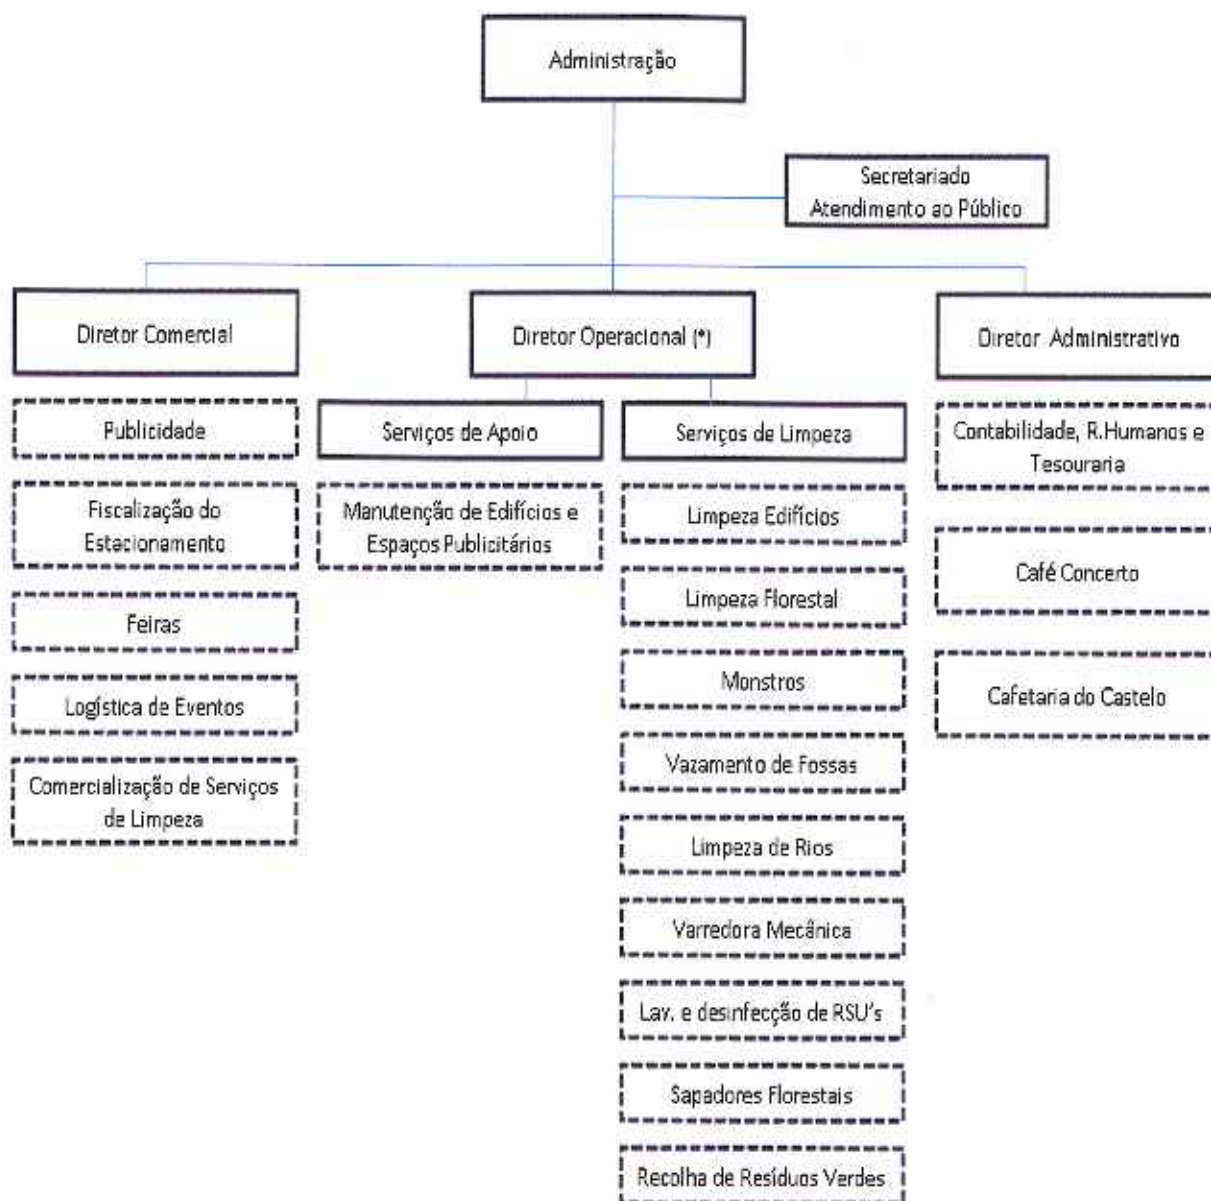 Administração
Secretariado
Atendimento ao Público
Diretor Comercial
Diretor Operacional (*)
Diretor Administrativo
Publicidade
Fiscalização do
Estacionamento
Feiras
Logística de Eventos
Comercialização de Serviços
de Limpeza
Serviços de Apoio
Manutenção de Edifícios e
Espaços Publicitários
Serviços de Limpeza
Limpeza Edifícios
Limpeza Florestal
Monstros
Vazamento de Fossas
Limpeza de Rios
Varredora Mecânica
Lav. e desinfecção de RSU's
Sapadores Florestais
Recolha de Resíduos Verdes
Contabilidade, R.Humanos e
Tesouraria
Café Concerto
Cafetaria do Castelo